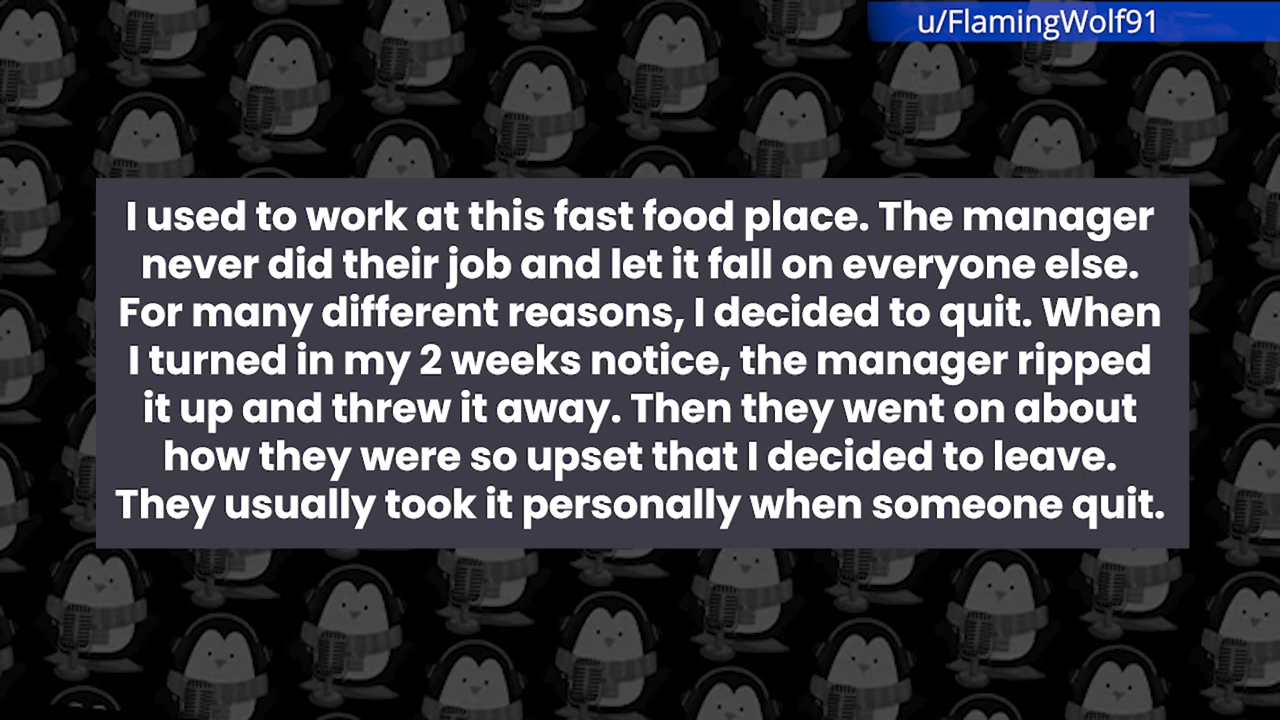 u/FlamingWolf91
I used to work at this fast food place. The manager
never did their job and let it fall on everyone else.
For many different reasons, I decided to quit. When
I turned in my 2 weeks notice, the manager ripped
it up and threw it away. Then they went on about
how they were so upset that I decided to leave.
They usually took it personally when someone quit.